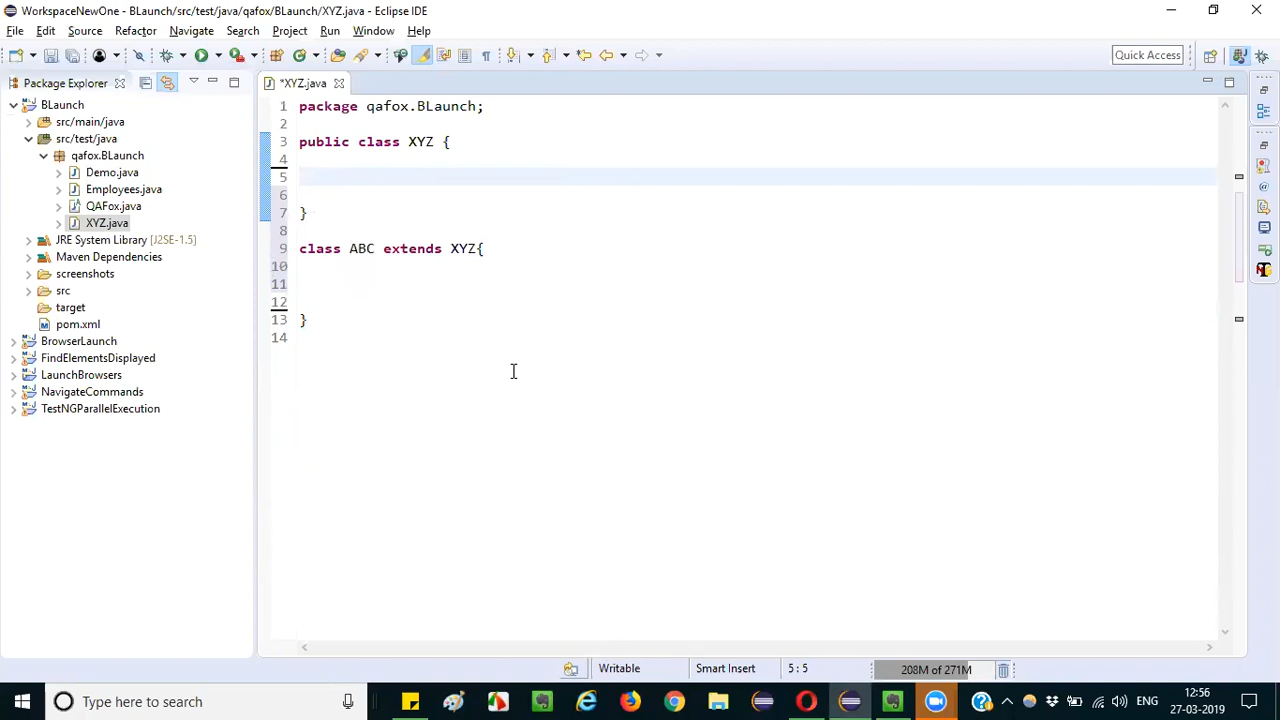 WorkspaceNewOne - BLaunch/src/test/java/qafox/BLaunch/XYZ.java - Eclipse IDE
File Edit Source Refactor Navigate Search Project Run Window Help
Quick Access
Package Explorer
*XYZ.java
BLaunch
src/main/java
src/test/java
qafox.BLaunch
Demo.java
Employees.java
QAFox.java
XYZ.java
JRE System Library [J2SE-1.5]
Maven Dependencies
screenshots
src
target
pom.xml
BrowserLaunch
FindElementsDisplayed
LaunchBrowsers
NavigateCommands
TestNGParallelExecution
1 package qafox.BLaunch;
2
3 public class XYZ {
4
5
6
7 }
8
9 class ABC extends XYZ{
10
11
12
13 }
14
Writable Smart Insert 5 : 5 208M of 271M
Type here to search
ENG
12:56
27-03-2019